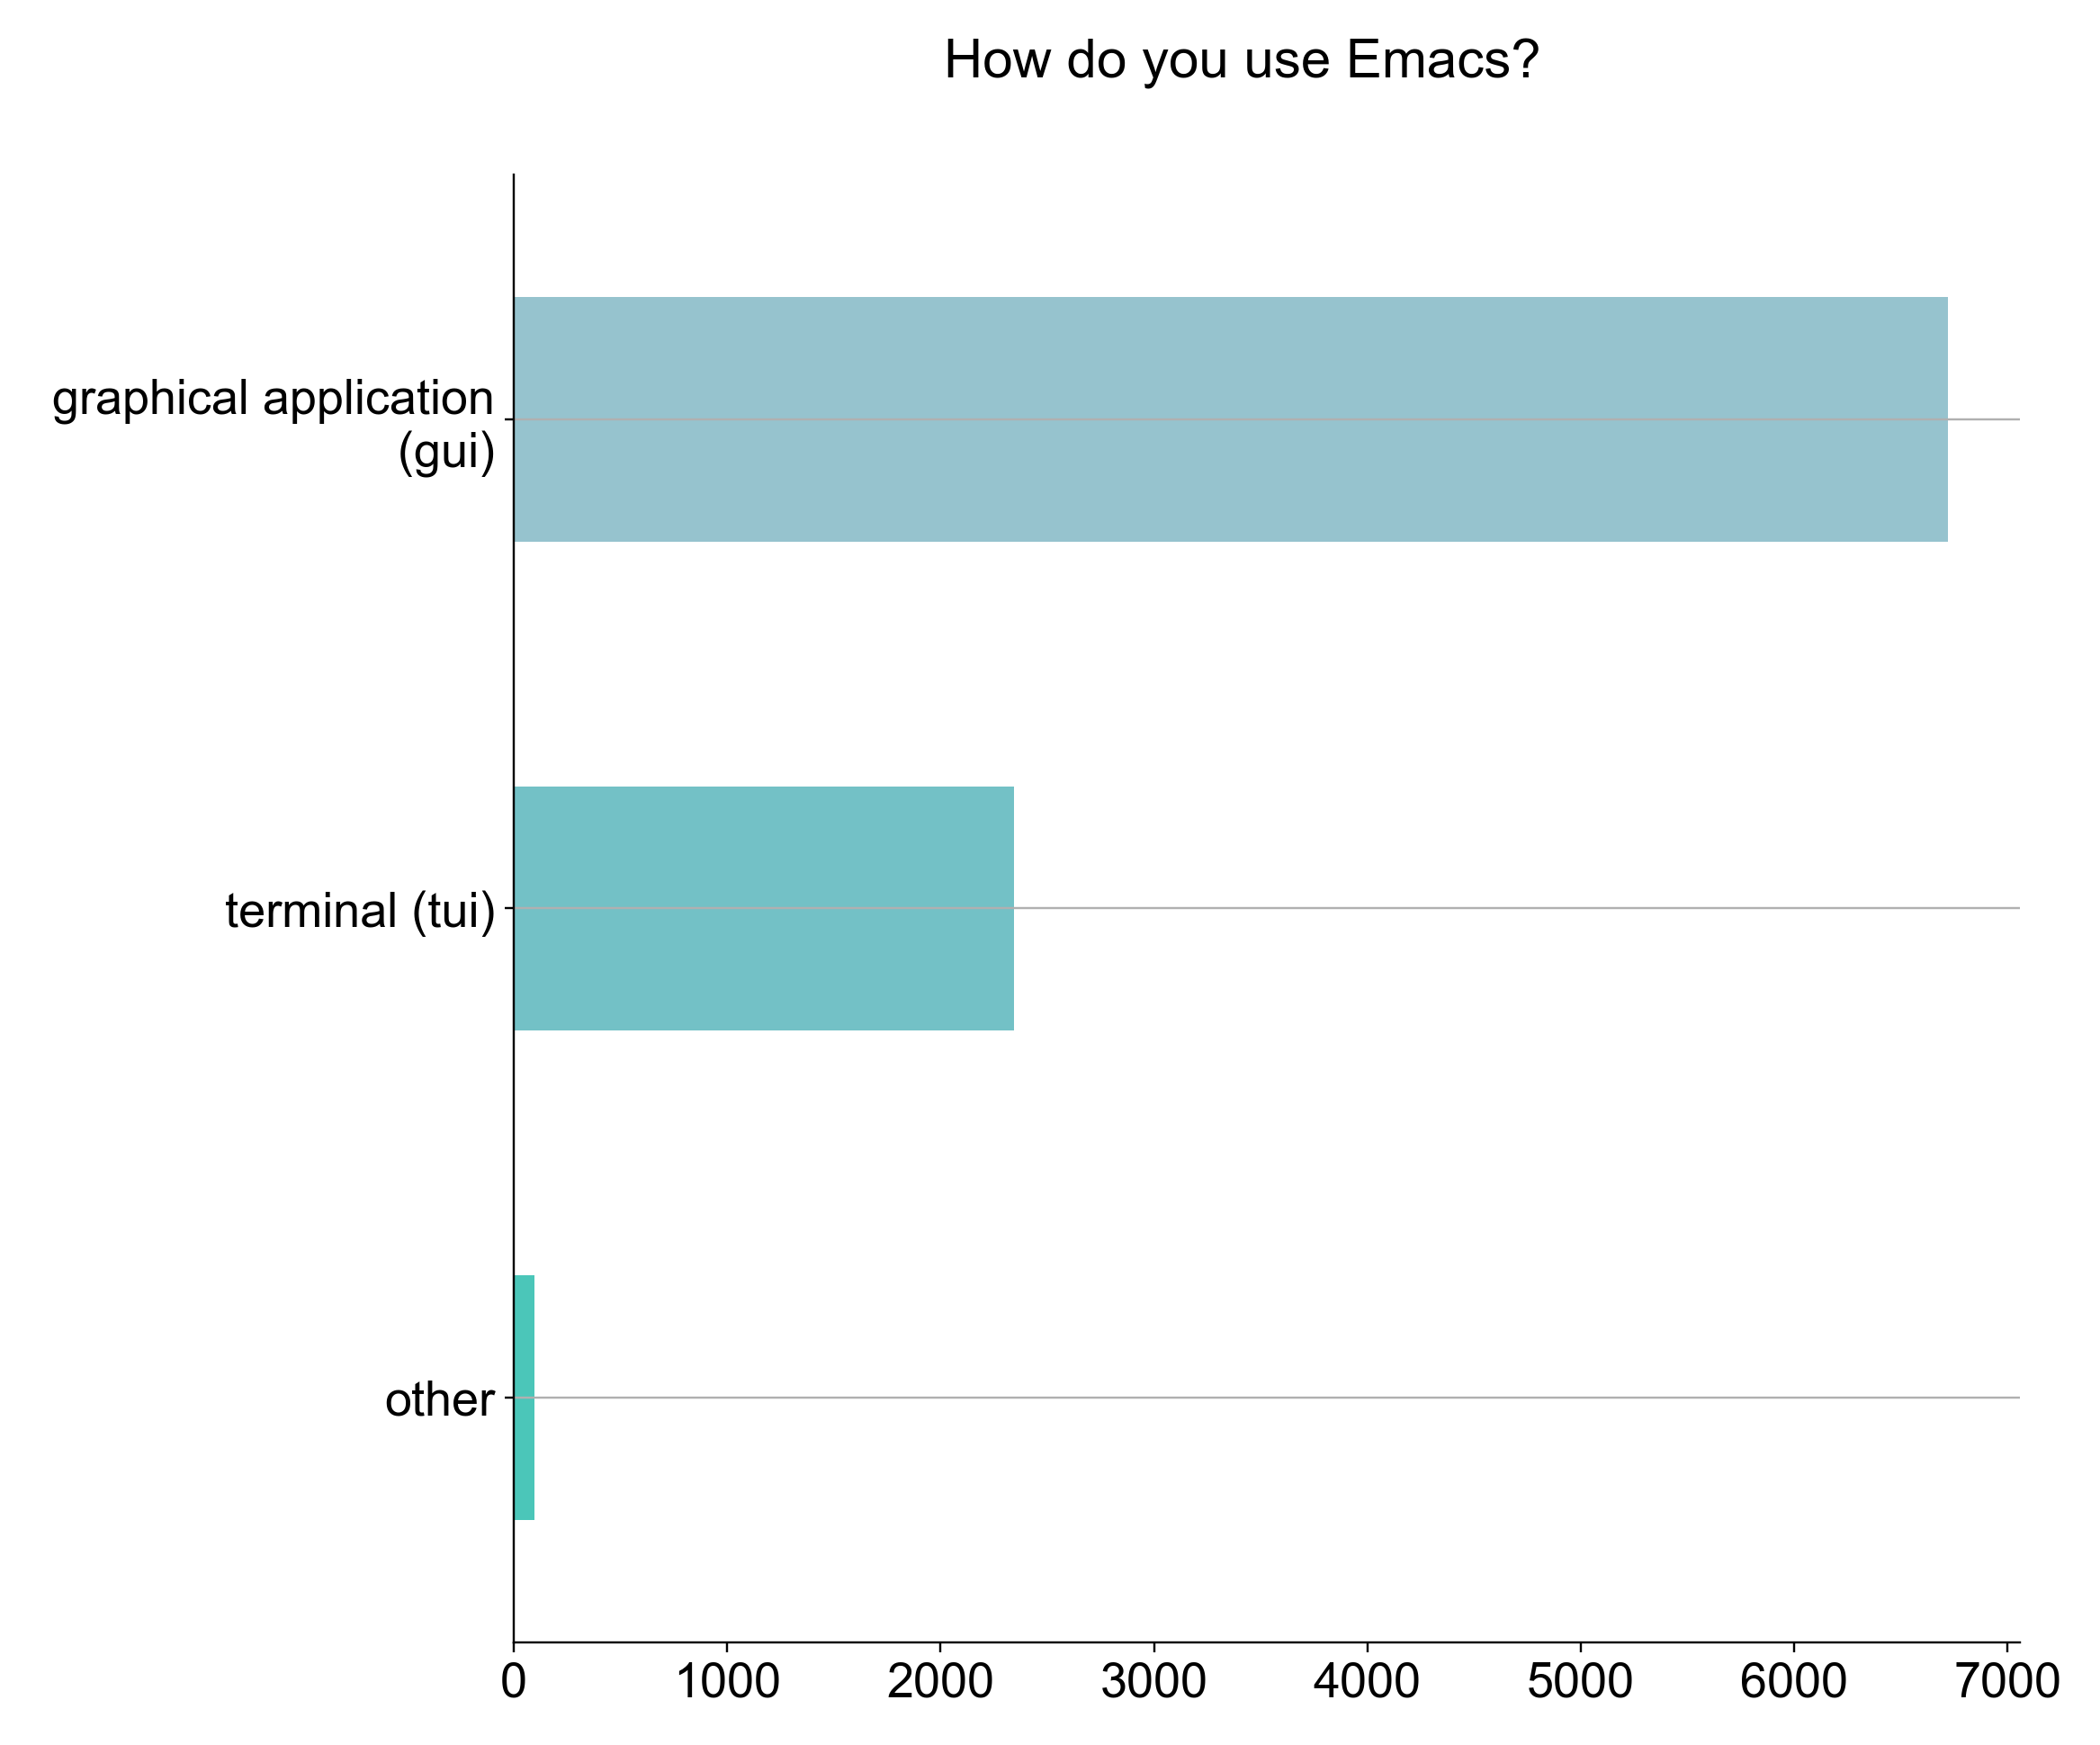 How do you use Emacs?
graphical application
(gui)
terminal (tui)
other
0 1000 2000 3000 4000 5000 6000 7000